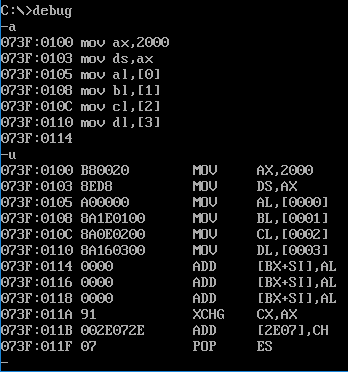 C:\>debug
-a
073F:0100 mov ax,2000
073F:0103 mov ds,ax
073F:0105 mov al,[0]
073F:0108 mov bl,[1]
073F:010C mov cl,[2]
073F:0110 mov dl,[3]
073F:0114
-u
073F:0100 B80020 MOV AX,2000
073F:0103 8ED8 MOV DS,AX
073F:0105 A00000 MOV AL,[0000]
073F:0108 8A1E0100 MOV BL,[0001]
073F:010C 8A0E0200 MOV CL,[0002]
073F:0110 8A160300 MOV DL,[0003]
073F:0114 0000 ADD [BX+SI],AL
073F:0116 0000 ADD [BX+SI],AL
073F:0118 0000 ADD [BX+SI],AL
073F:011A 91 XCHG CX,AX
073F:011B 002E072E ADD [2E07],CH
073F:011F 07 POP ES
-